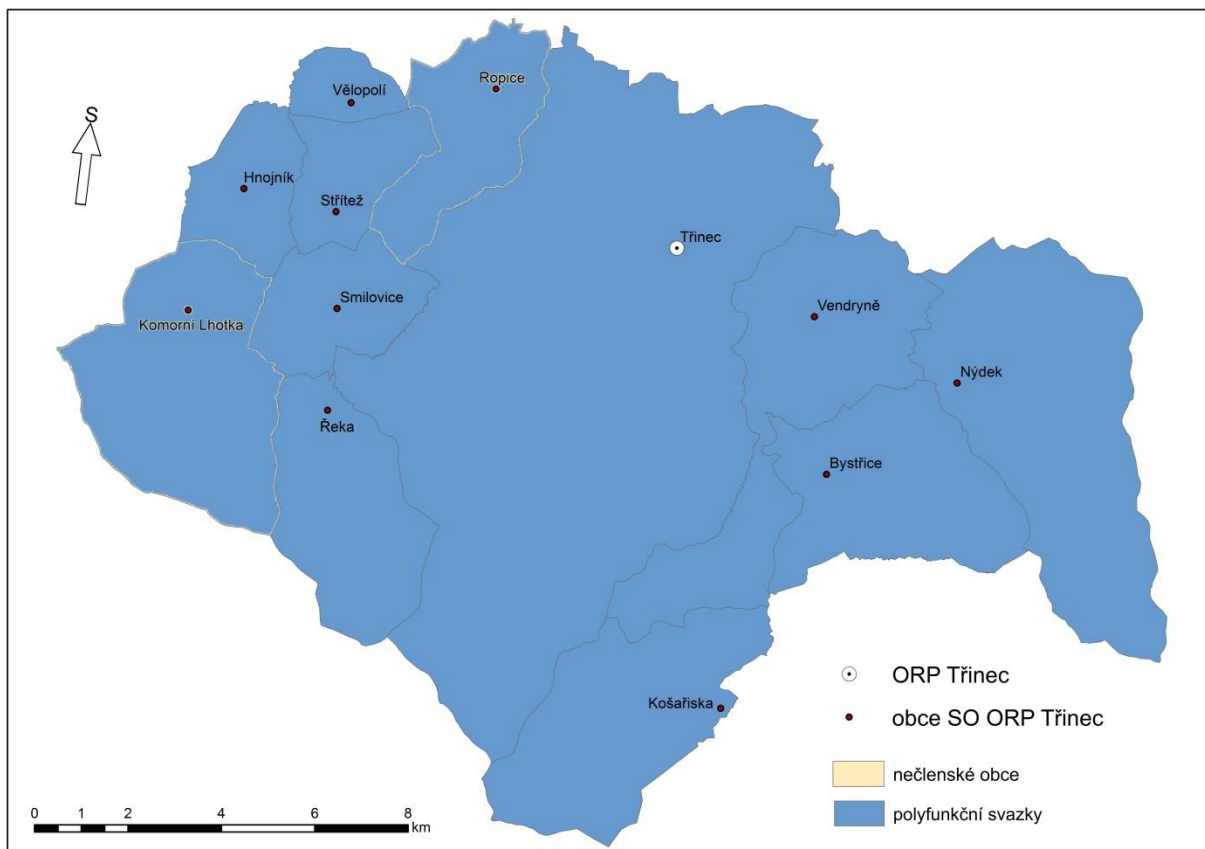 Ropice
Vělopolí
S
Hnojník
Střítež
Třinec
Smilovice
Vendryně
Komorní Lhotka
Nýdek
Řeka
Bystřice
Košařiska
ORP Třinec
obce SO ORP Třinec
nečlenské obce
polyfunkční svazky
0 1 2 4 6 8
km